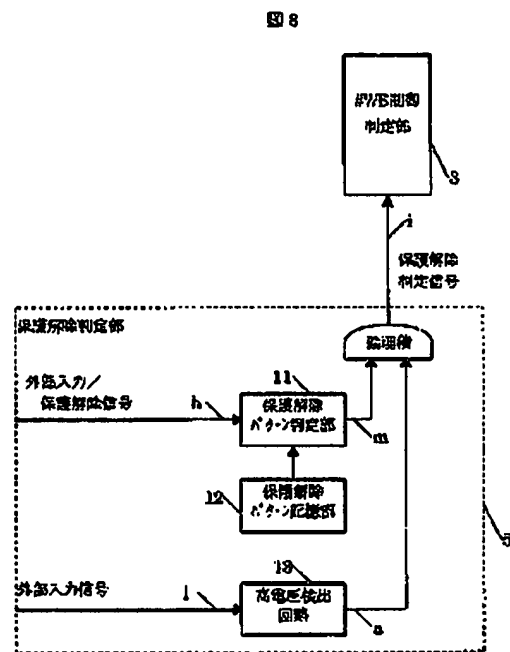 図 8
#WE制御
判定部
3
i
保護解除
判定信号
保護解除判定部
論理積
外部入力/
保護解除信号
h
11
保護解除
パターン判定部
m
12
保護解除
パターン記憶部
5
外部入力信号
l
13
高電圧検出
回路
n